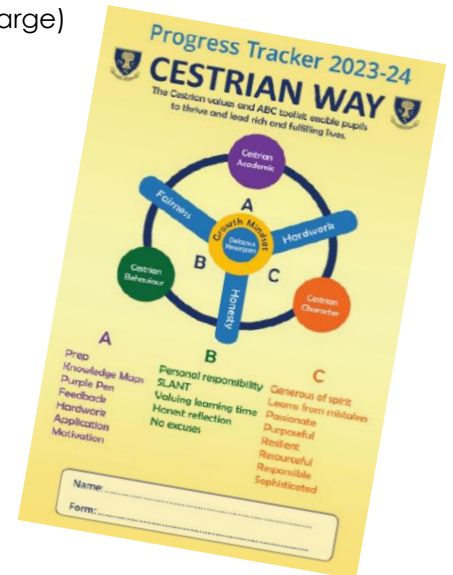 arge)
Progress Tracker 2023-24
CESTRIAN WAY
The Cestrian values and ABC toolkit enable pupils
to thrive and lead rich and fulfilling lives.
Cestrian
Academic
A
Fairness
Growth Mindset
Hardwork
B
C
Cestrian
Behaviour
Honesty
Cestrian
Character
A
Prep
Knowledge Maps
Purple Pen
Feedback
Hardwork
Application
Motivation
B
Personal responsibility
SLANT
Valuing learning time
Honest reflection
No excuses
C
Generous of spirit
Learns from mistakes
Passionate
Purposeful
Resilient
Resourceful
Responsible
Sophisticated
Name:
Form: